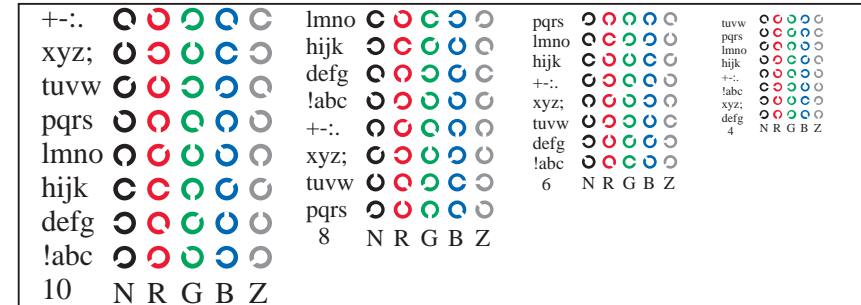 +-:.
xyz;
tuvw
pqrs
lmno
hijk
defg
!abc
10 N R G B Z
lmno
hijk
defg
!abc
+-:.
xyz;
tuvw
pqrs
8 N R G B Z
pqrs
lmno
hijk
+-:.
xyz;
tuvw
defg
!abc
6 N R G B Z
tuvw
pqrs
lmno
hijk
+-:.
!abc
xyz;
defg
4 N R G B Z